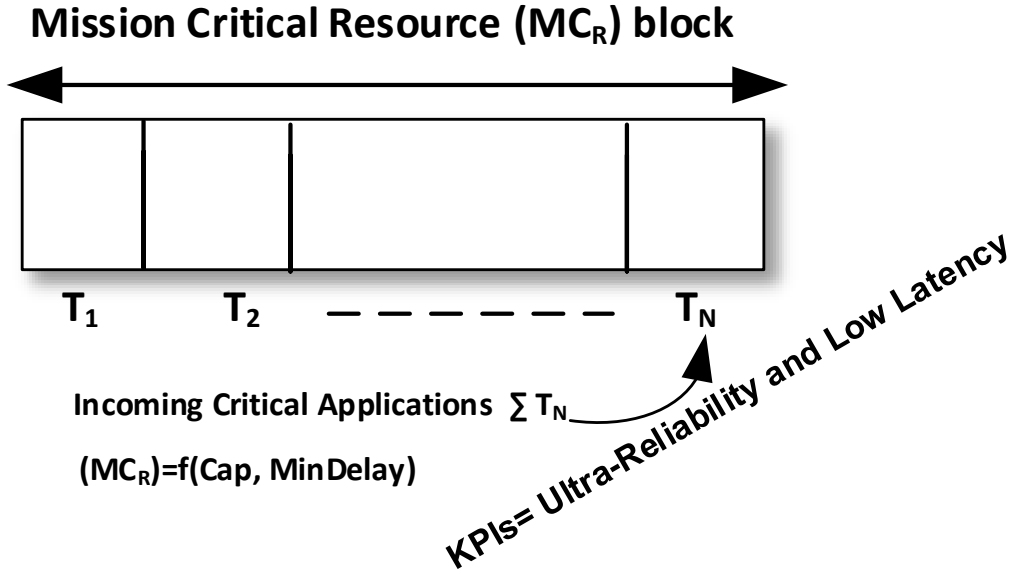 Mission Critical Resource (MCR) block
T1 T2 TN
Incoming Critical Applications ∑ TN
(MCR)=f(Cap, MinDelay)
KPIs= Ultra-Reliability and Low Latency